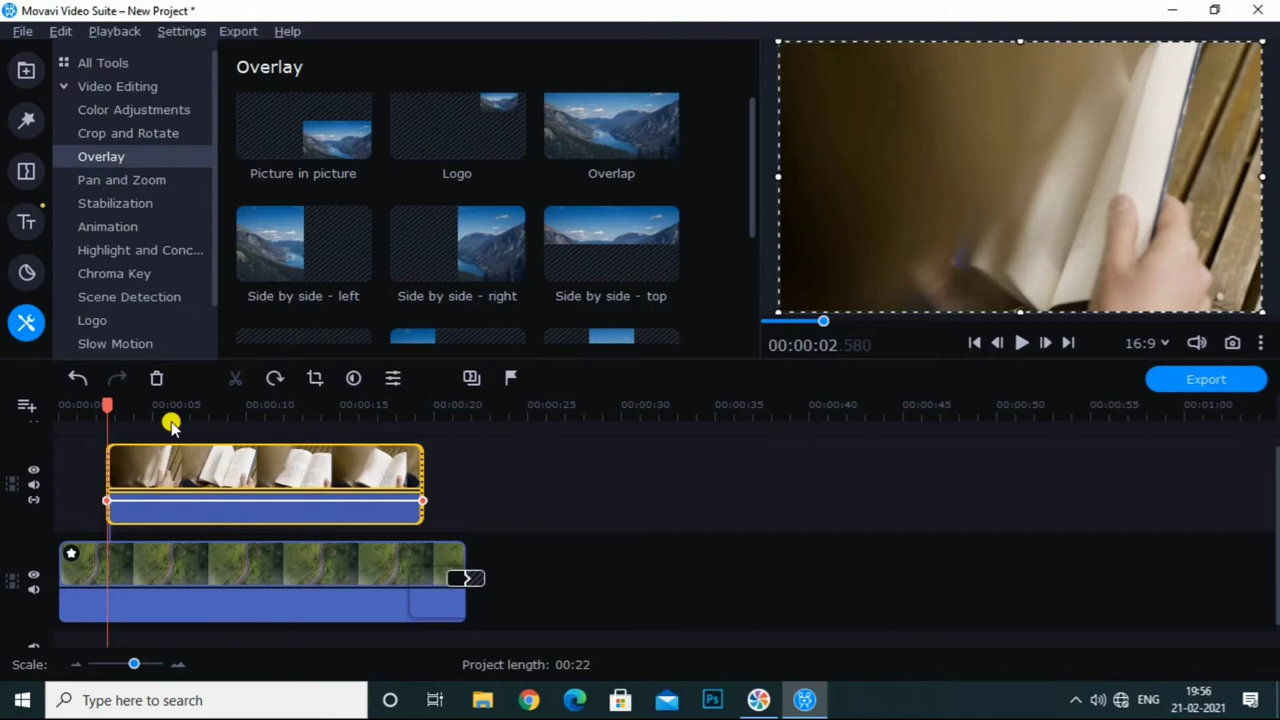 Movavi Video Suite – New Project *
File Edit Playback Settings Export Help
All Tools
Video Editing
Color Adjustments
Crop and Rotate
Overlay
Pan and Zoom
Stabilization
Animation
Highlight and Conc...
Chroma Key
Scene Detection
Logo
Slow Motion
Overlay
Picture in picture
Logo
Overlap
Side by side - left
Side by side - right
Side by side - top
00:00:02.580
16:9
Export
00:00:05 00:00:10 00:00:15 00:00:20 00:00:25 00:00:30 00:00:35 00:00:40 00:00:45 00:00:50 00:00:55 00:01:00
Scale:
Project length: 00:22
Type here to search
Ps
ENG
19:56
21-02-2021